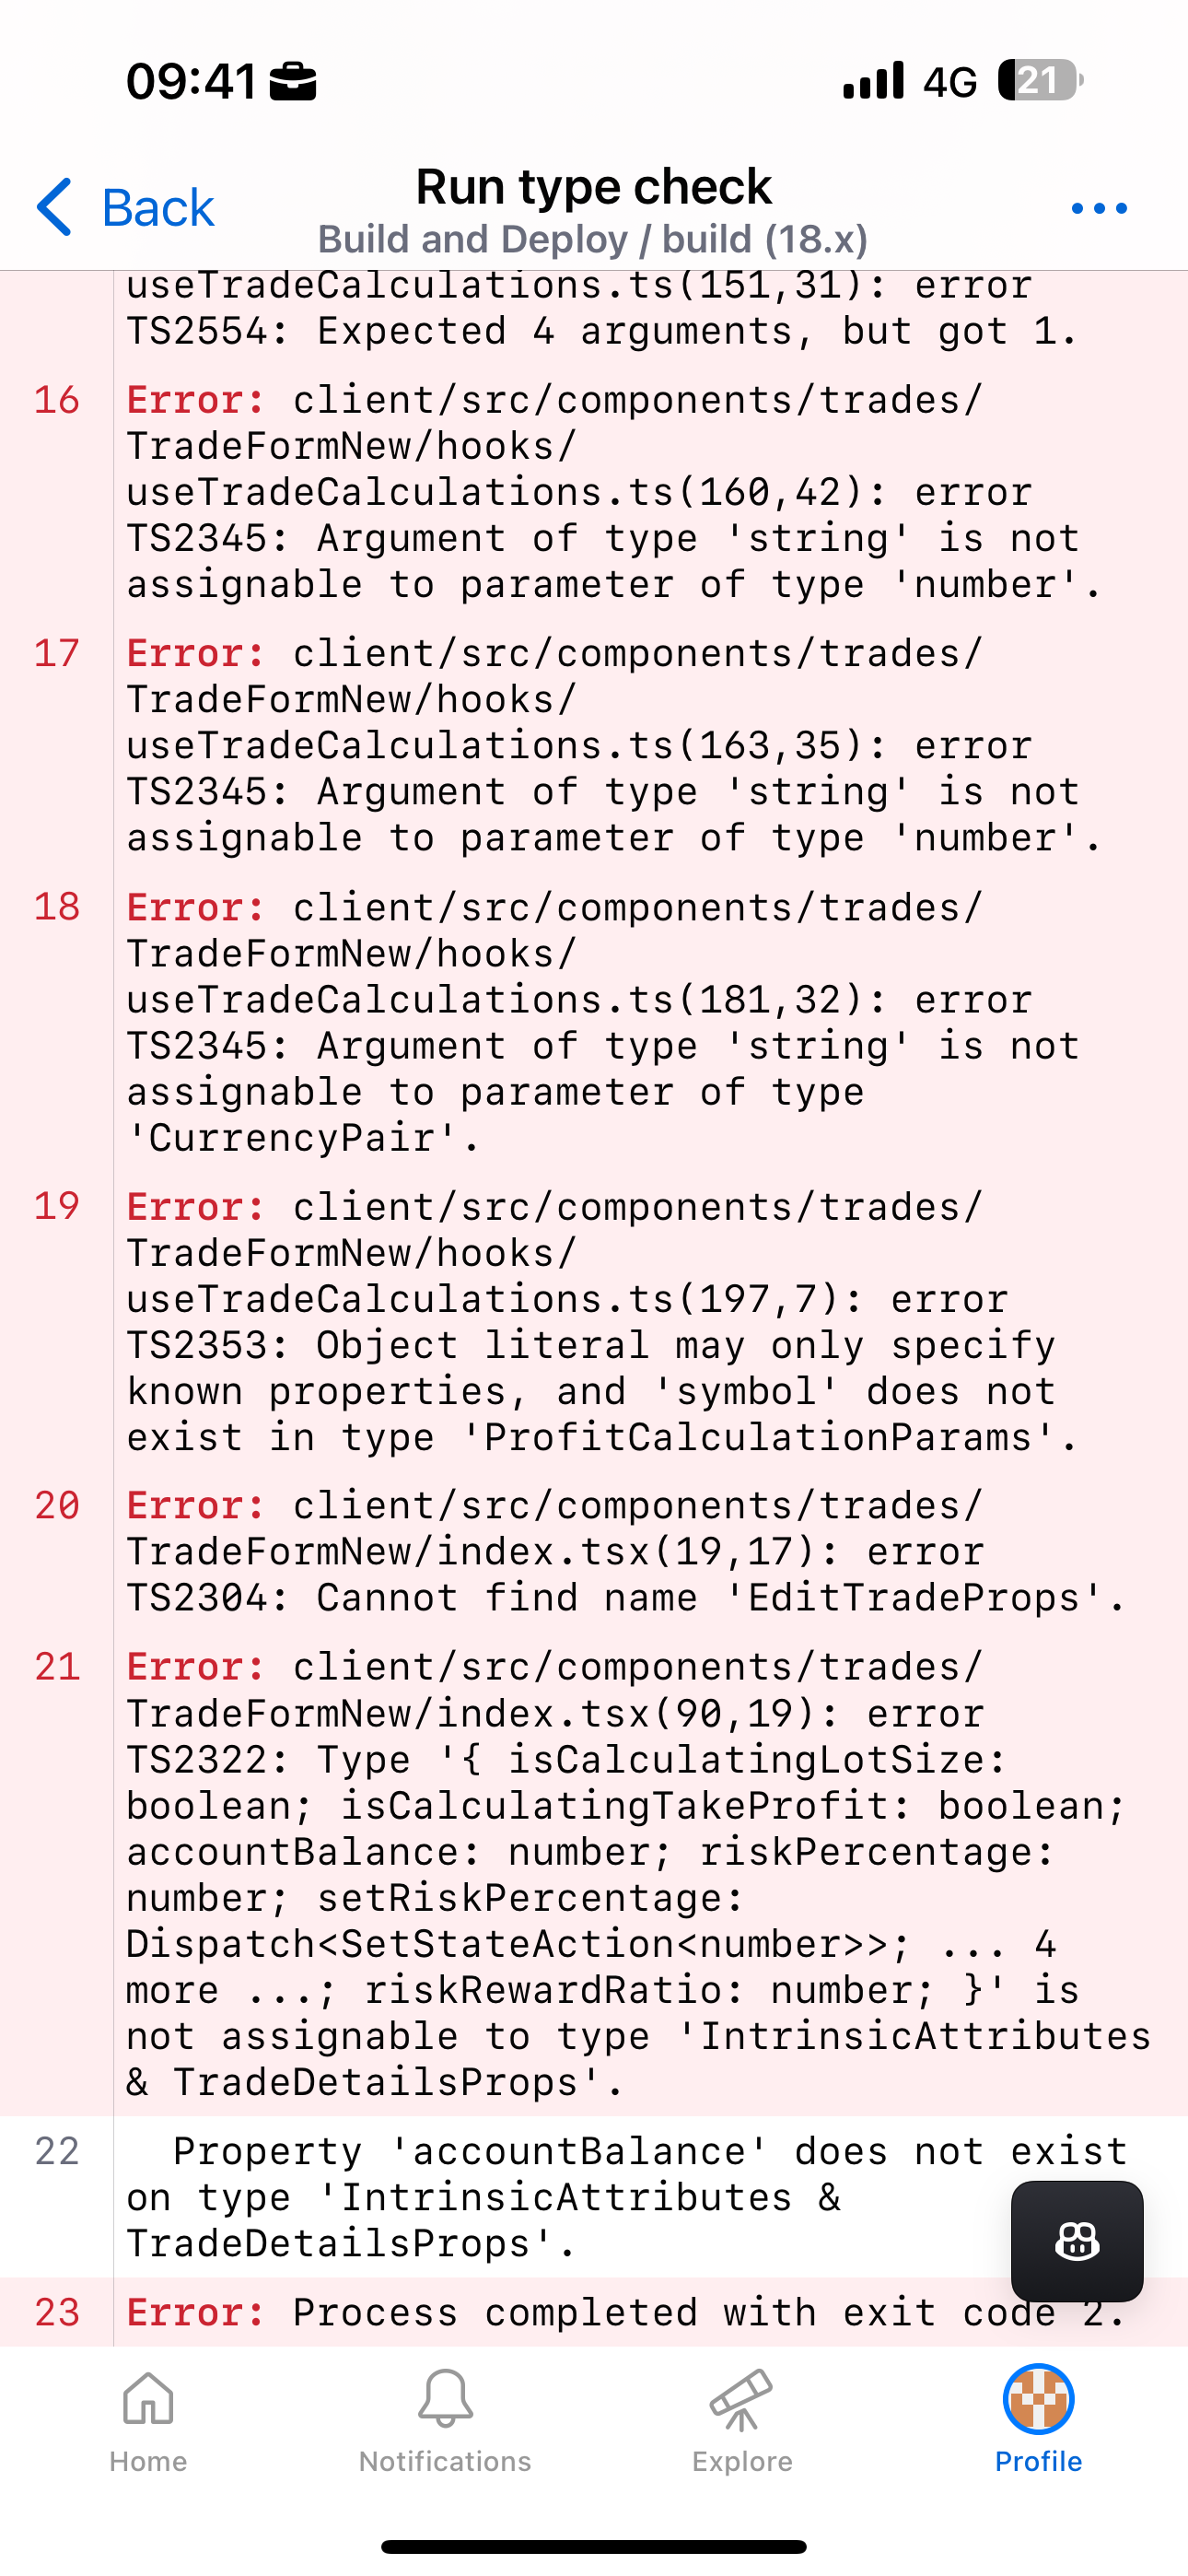 09:41
4G
21
Back
Run type check
Build and Deploy / build (18.x)
useTradeCalculations.ts(151,31): error
TS2554: Expected 4 arguments, but got 1.
16
Error: client/src/components/trades/
TradeFormNew/hooks/
useTradeCalculations.ts(160,42): error
TS2345: Argument of type 'string' is not
assignable to parameter of type 'number'.
17
Error: client/src/components/trades/
TradeFormNew/hooks/
useTradeCalculations.ts(163,35): error
TS2345: Argument of type 'string' is not
assignable to parameter of type 'number'.
18
Error: client/src/components/trades/
TradeFormNew/hooks/
useTradeCalculations.ts(181,32): error
TS2345: Argument of type 'string' is not
assignable to parameter of type
'CurrencyPair'.
19
Error: client/src/components/trades/
TradeFormNew/hooks/
useTradeCalculations.ts(197,7): error
TS2353: Object literal may only specify
known properties, and 'symbol' does not
exist in type 'ProfitCalculationParams'.
20
Error: client/src/components/trades/
TradeFormNew/index.tsx(19,17): error
TS2304: Cannot find name 'EditTradeProps'.
21
Error: client/src/components/trades/
TradeFormNew/index.tsx(90,19): error
TS2322: Type '{ isCalculatingLotSize:
boolean; isCalculatingTakeProfit: boolean;
accountBalance: number; riskPercentage:
number; setRiskPercentage:
Dispatch<SetStateAction<number>>; ... 4
more ...; riskRewardRatio: number; }' is
not assignable to type 'IntrinsicAttributes
& TradeDetailsProps'.
22
Property 'accountBalance' does not exist
on type 'IntrinsicAttributes &
TradeDetailsProps'.
23
Error: Process completed with exit code 2.
Home
Notifications
Explore
Profile